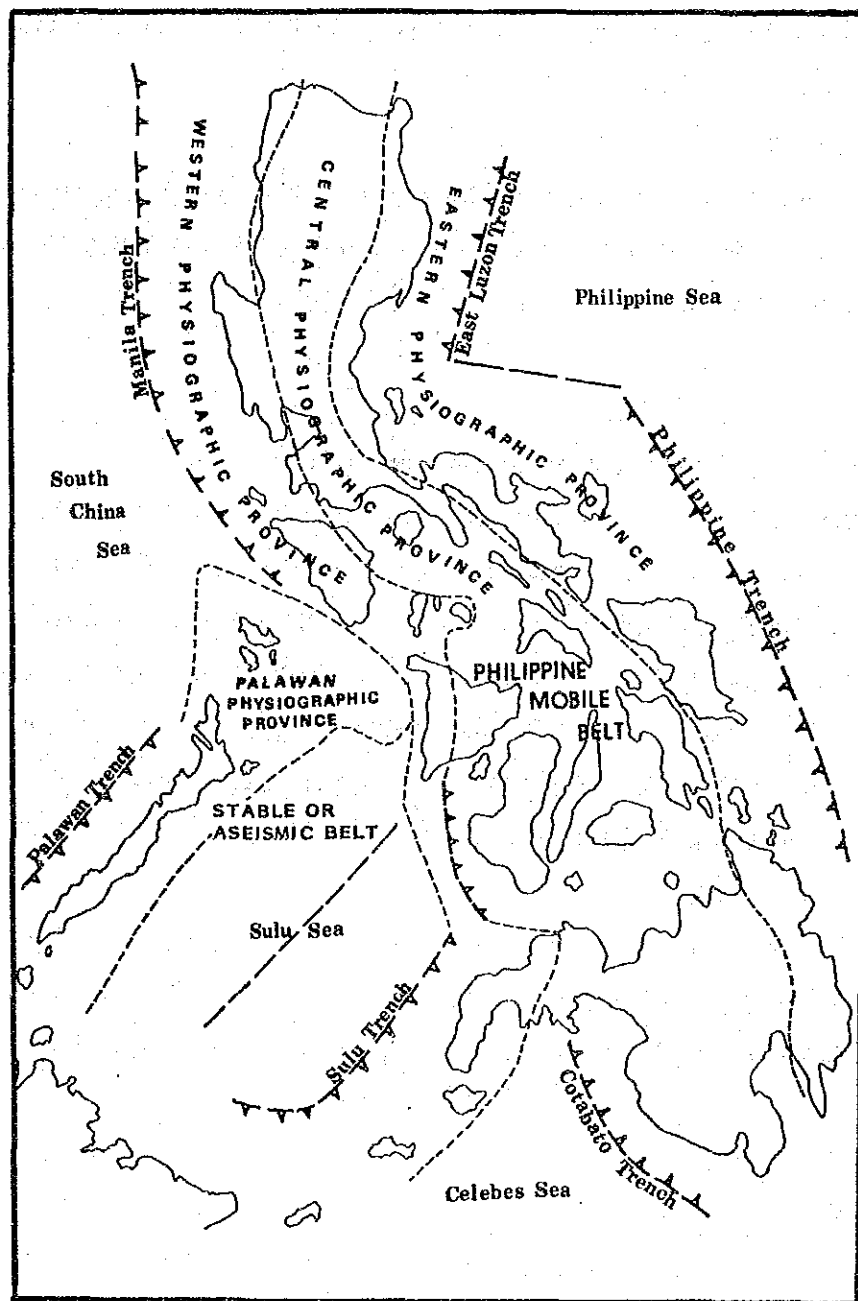 WESTERN PHYSIOGRAPHIC PROVINCE
CENTRAL PHYSIOGRAPHIC PROVINCE
EASTERN PHYSIOGRAPHIC PROVINCE
Manila Trench
East Luzon Trench
Philippine Sea
Philippine Trench
South
China
Sea
PALAWAN
PHYSIOGRAPHIC
PROVINCE
PHILIPPINE
MOBILE
BELT
Palawan Trench
STABLE OR
ASEISMIC BELT
Sulu Sea
Sulu Trench
Cotabato Trench
Celebes Sea